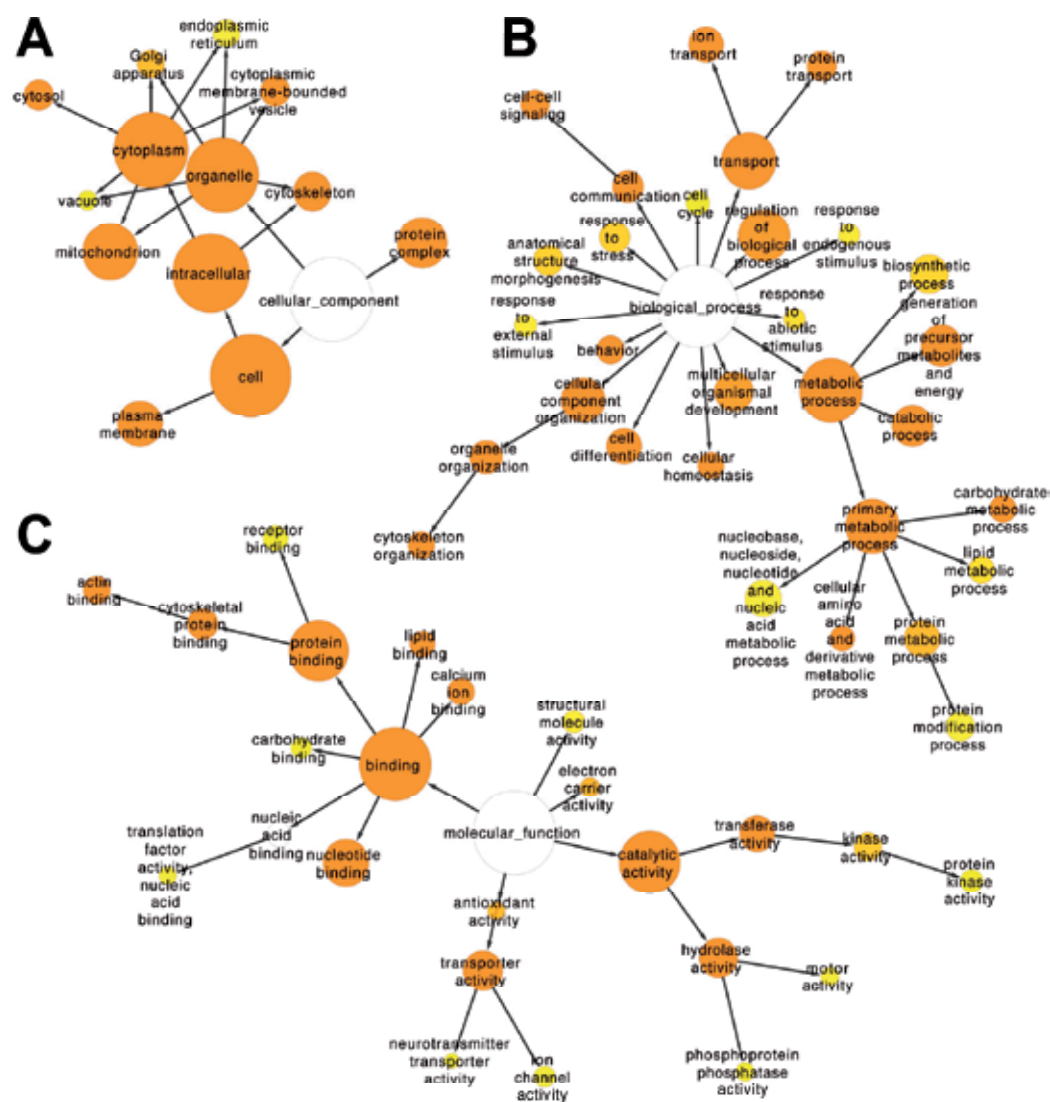 A
endoplasmic
reticulum
Golgi
apparatus
cytoplasmic
membrane-bounded
vesicle
cytosol
cytoplasm
organelle
vacuole
cytoskeleton
mitochondrion
intracellular
protein
complex
cellular_component
cell
plasma
membrane
B
ion
transport
protein
transport
cell-cell
signaling
transport
cell
communication
cell
cycle
regulation
of
biological
process
response
to
endogenous
stimulus
response
to
stress
anatomical
structure
morphogenesis
biosynthetic
process
biological_process
response
to
external
stimulus
response
to
abiotic
stimulus
generation
of
precursor
metabolites
and
energy
behavior
metabolic
process
multicellular
organismal
development
cellular
component
organization
catabolic
process
cell
differentiation
cellular
homeostasis
organelle
organization
cytoskeleton
organization
primary
metabolic
process
carbohydrate
metabolic
process
nucleobase,
nucleoside,
nucleotide
and
nucleic
acid
metabolic
process
lipid
metabolic
process
cellular
amino
acid
and
derivative
metabolic
process
protein
metabolic
process
protein
modification
process
C
receptor
binding
actin
binding
cytoskeletal
protein
binding
protein
binding
lipid
binding
calcium
ion
binding
structural
molecule
activity
carbohydrate
binding
binding
electron
carrier
activity
nucleic
acid
binding
translation
factor
activity,
nucleic
acid
binding
nucleotide
binding
molecular_function
catalytic
activity
transferase
activity
kinase
activity
protein
kinase
activity
antioxidant
activity
transporter
activity
hydrolase
activity
motor
activity
neurotransmitter
transporter
activity
ion
channel
activity
phosphoprotein
phosphatase
activity